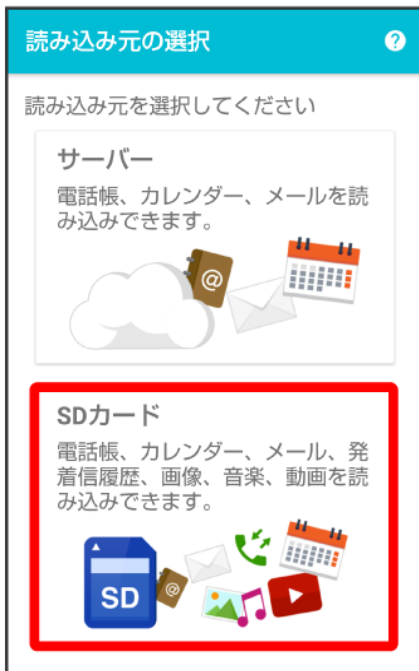 読み込み元の選択 ?
読み込み元を選択してください
サーバー
電話帳、カレンダー、メールを読
み込みできます。
@
SDカード
電話帳、カレンダー、メール、発
着信履歴、画像、音楽、動画を読
み込みできます。
SD
@